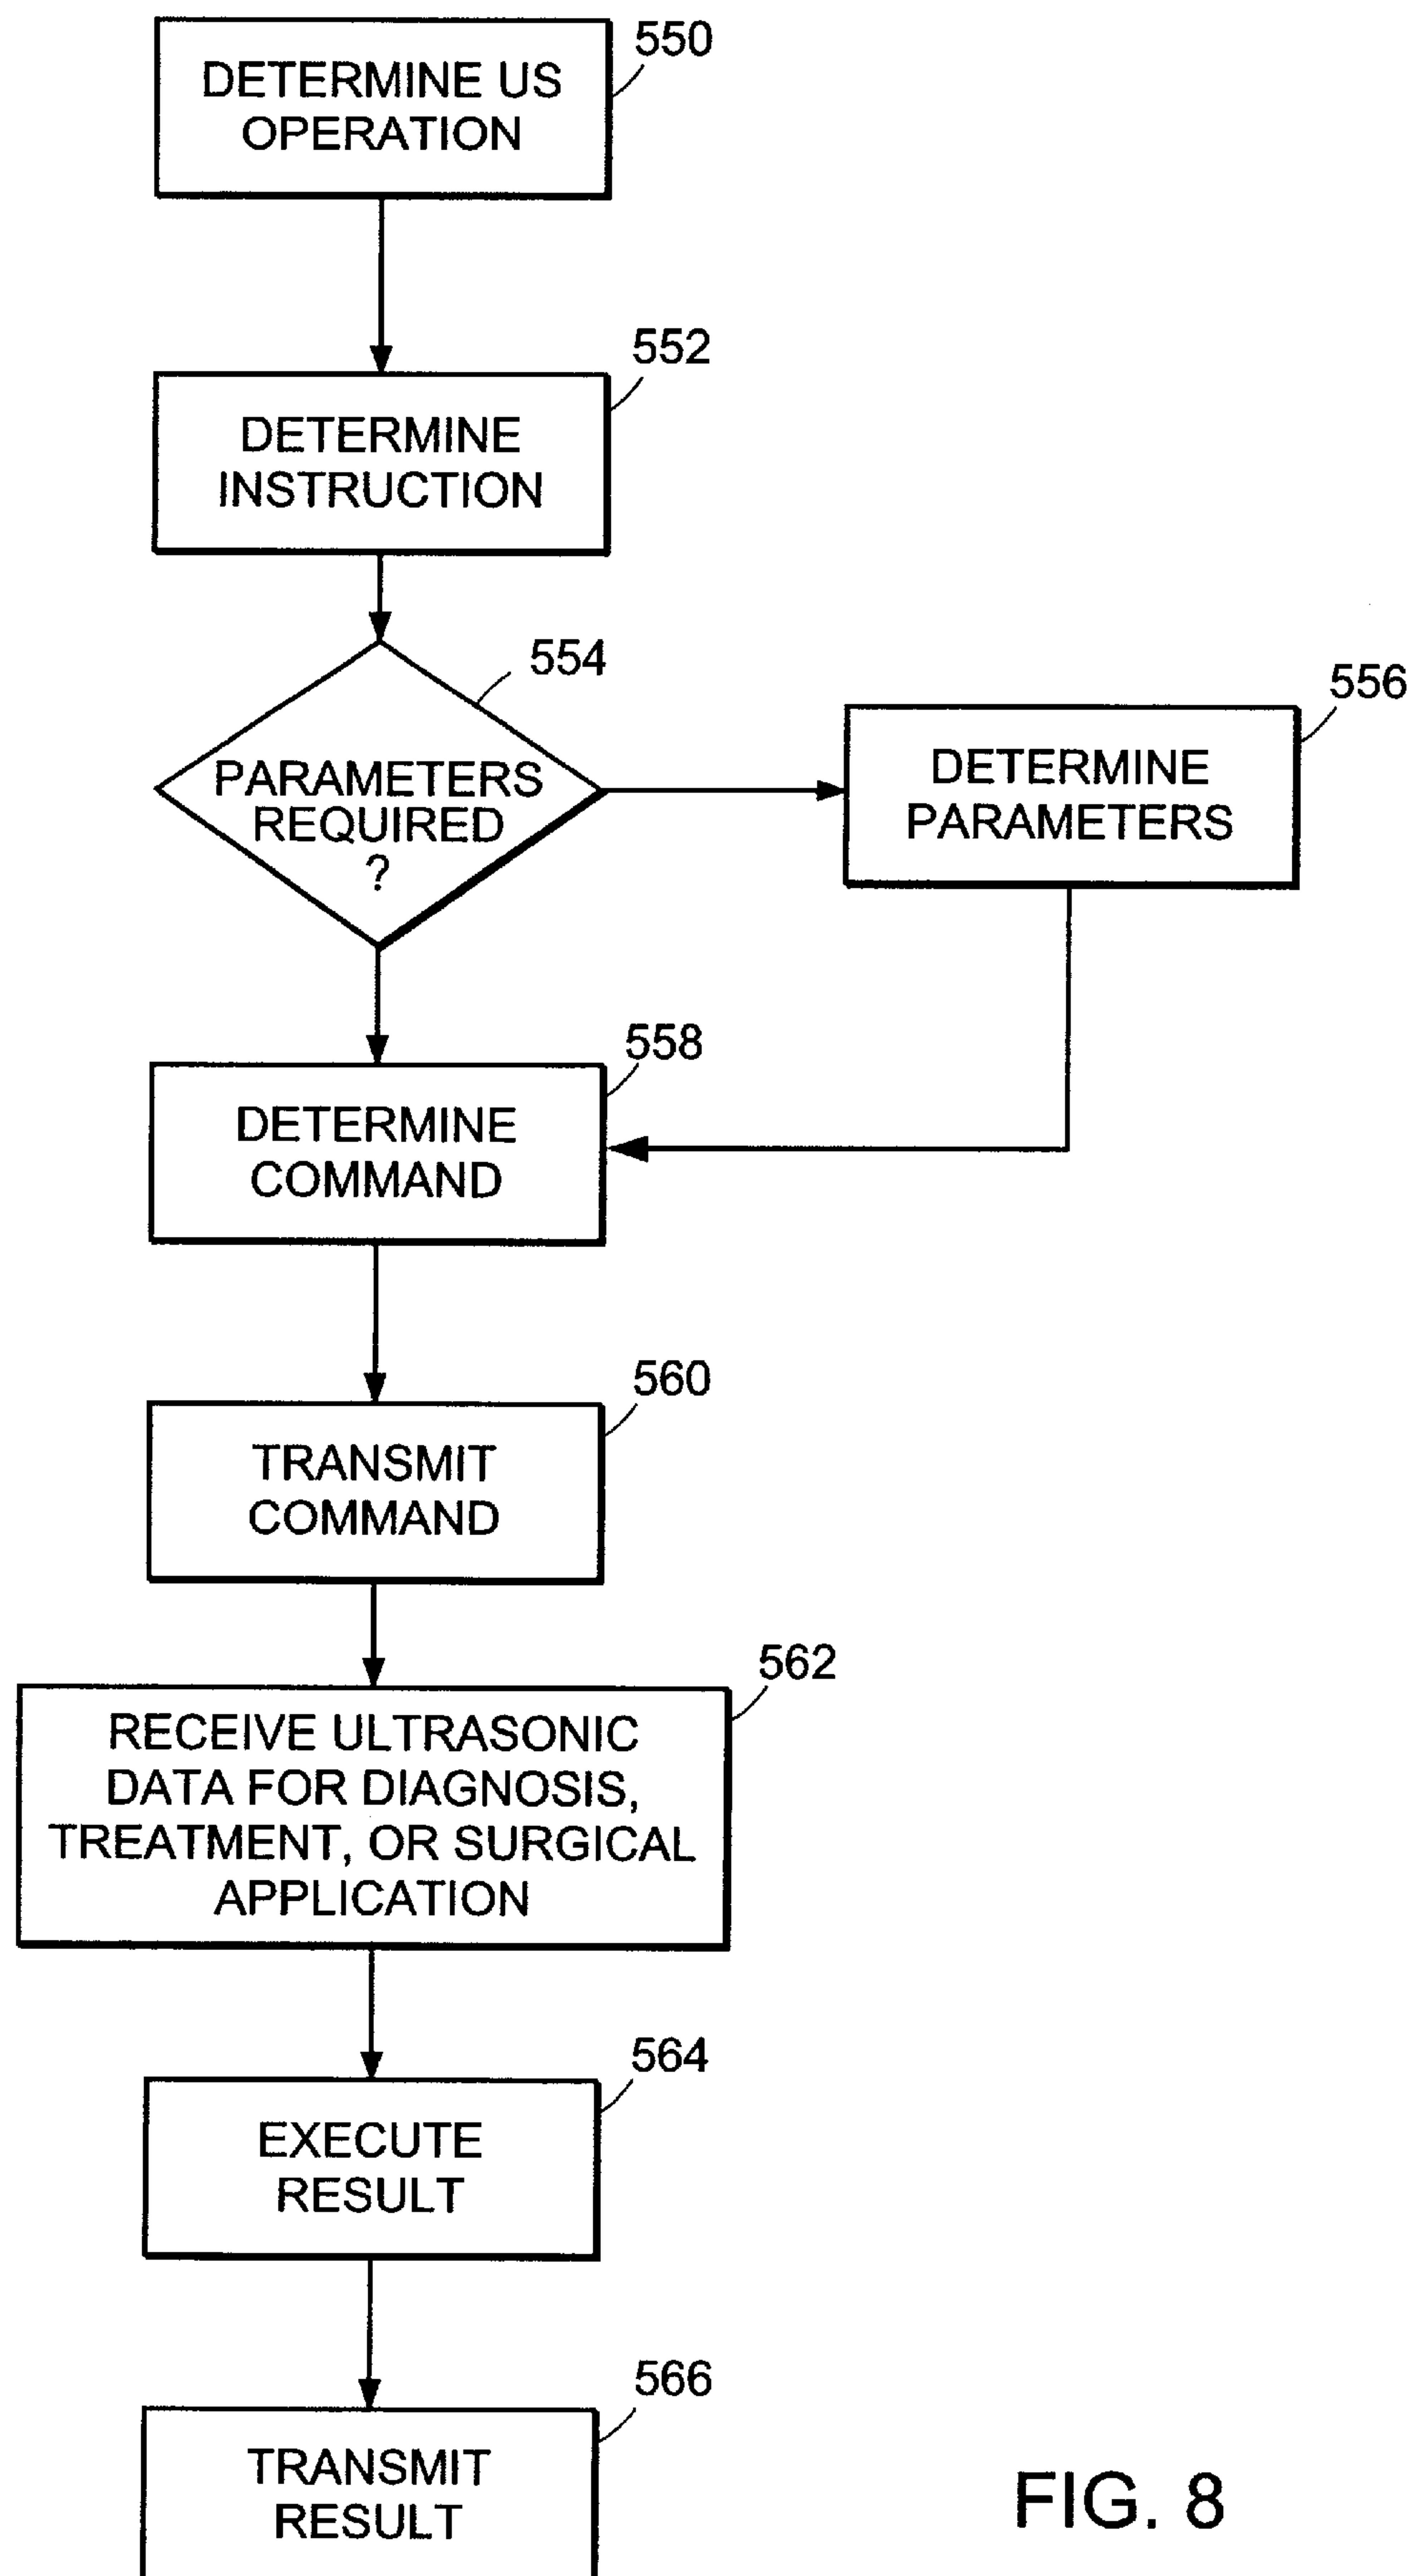 550
DETERMINE US
OPERATION
552
DETERMINE
INSTRUCTION
554
PARAMETERS
REQUIRED
?
556
DETERMINE
PARAMETERS
558
DETERMINE
COMMAND
560
TRANSMIT
COMMAND
562
RECEIVE ULTRASONIC
DATA FOR DIAGNOSIS,
TREATMENT, OR SURGICAL
APPLICATION
564
EXECUTE
RESULT
566
TRANSMIT
RESULT
FIG. 8